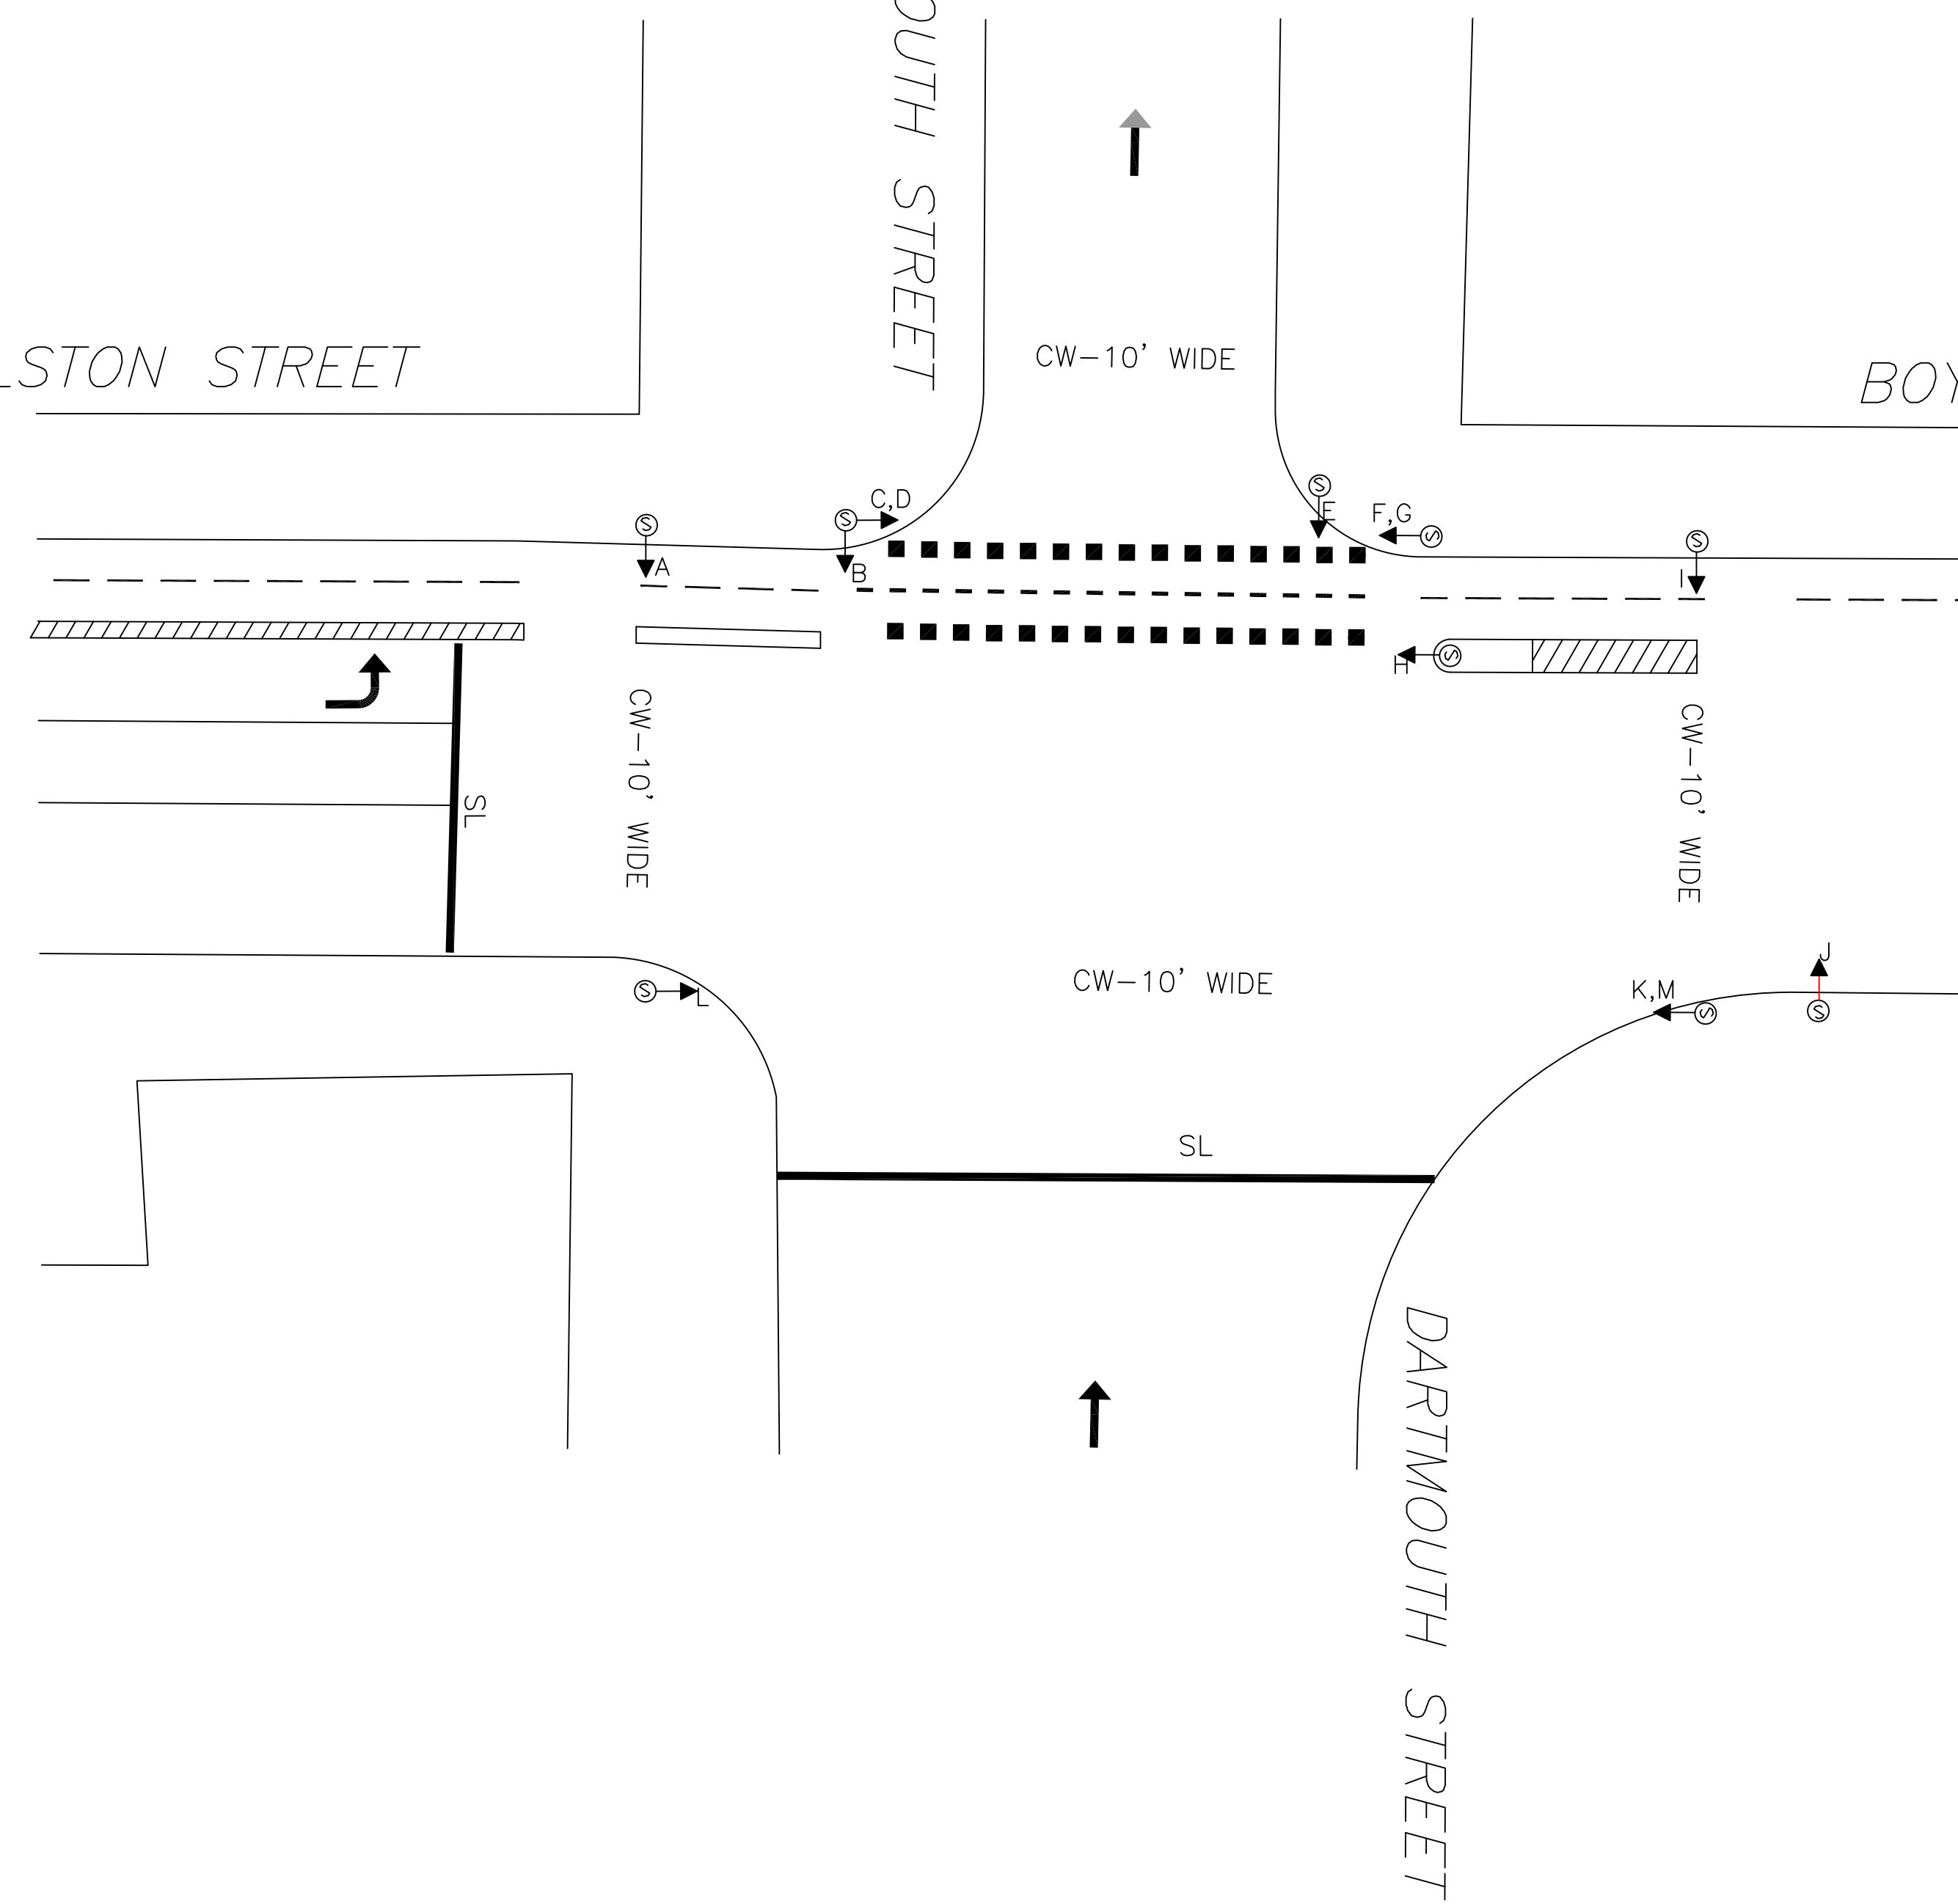 OUTH STREET
CW-10' WIDE
LSTON STREET
BOY
C,D
E
F,G
A
B
I
H
CW-10' WIDE
CW-10' WIDE
SL
CW-10' WIDE
L
K,M
J
SL
DARTMOUTH STREET
S
S
S
S
S
S
S
S
S